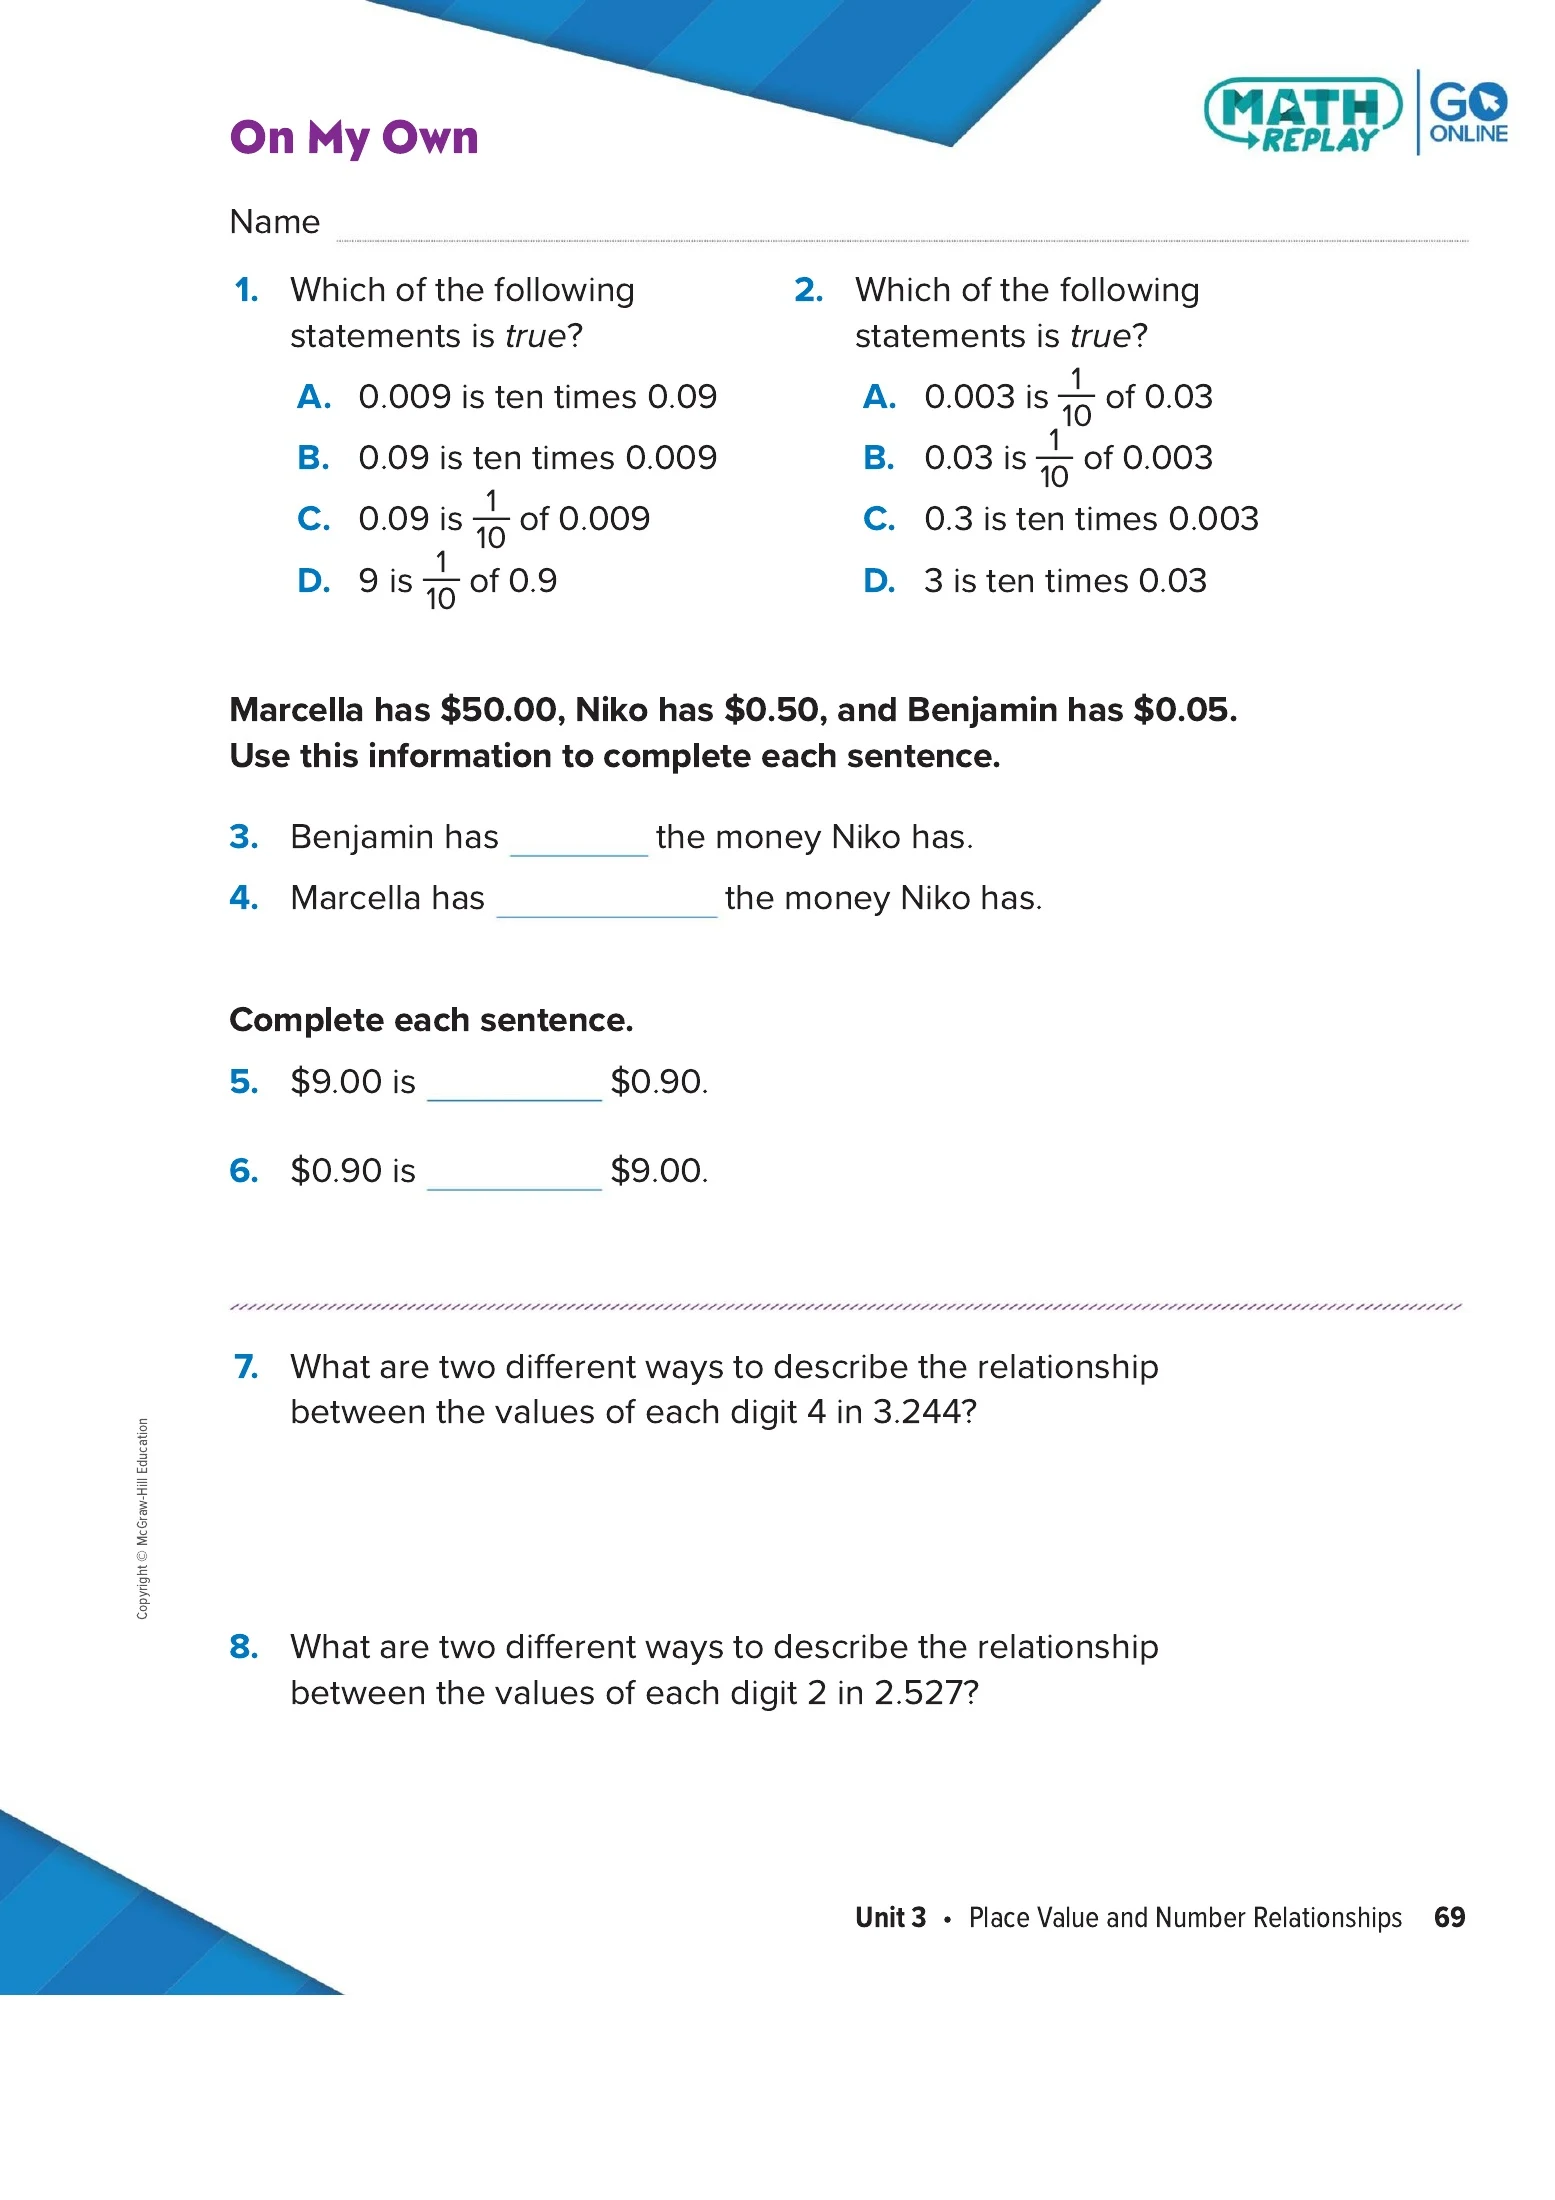 MATH
REPLAY
GO
ONLINE
On My Own
Name
1. Which of the following
statements is true?
A. 0.009 is ten times 0.09
B. 0.09 is ten times 0.009
C. 0.09 is 1/10 of 0.009
D. 9 is 1/10 of 0.9
2. Which of the following
statements is true?
A. 0.003 is 1/10 of 0.03
B. 0.03 is 1/10 of 0.003
C. 0.3 is ten times 0.003
D. 3 is ten times 0.03
Marcella has $50.00, Niko has $0.50, and Benjamin has $0.05.
Use this information to complete each sentence.
3. Benjamin has ________ the money Niko has.
4. Marcella has ____________ the money Niko has.
Complete each sentence.
5. $9.00 is __________ $0.90.
6. $0.90 is __________ $9.00.
7. What are two different ways to describe the relationship
between the values of each digit 4 in 3.244?
8. What are two different ways to describe the relationship
between the values of each digit 2 in 2.527?
Copyright © McGraw-Hill Education
Unit 3 • Place Value and Number Relationships 69